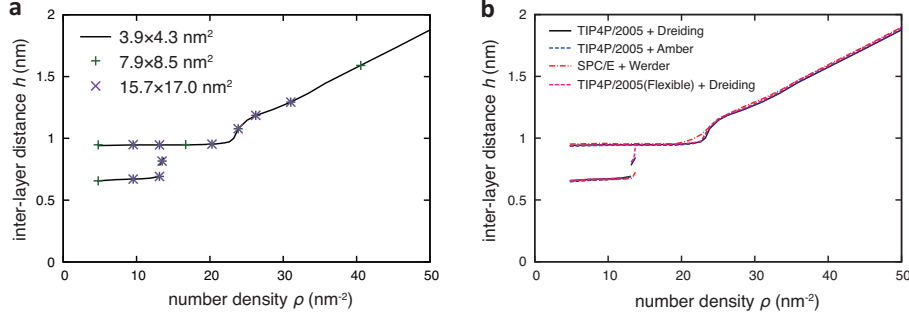 a
inter-layer distance h (nm)
2
1.5
1
0.5
0
3.9×4.3 nm²
7.9×8.5 nm²
15.7×17.0 nm²
0 10 20 30 40 50
number density ρ (nm⁻²)
b
inter-layer distance h (nm)
2
1.5
1
0.5
0
TIP4P/2005 + Dreiding
TIP4P/2005 + Amber
SPC/E + Werder
TIP4P/2005(Flexible) + Dreiding
0 10 20 30 40 50
number density ρ (nm⁻²)